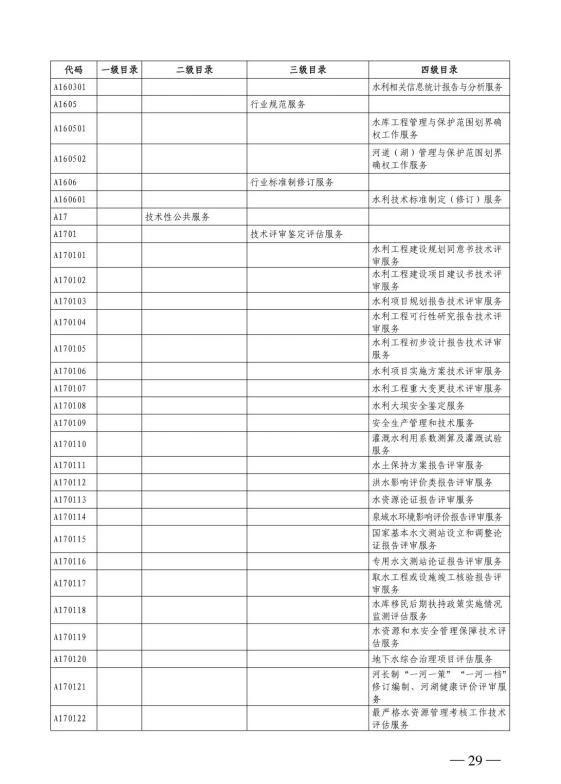 代码 一级目录 二级目录 三级目录 四级目录
A160301 水利相关信息统计报告与分析服务
A1605 行业规范服务
A160501 水库工程管理与保护范围划界确
权工作服务
A160502 河道（湖）管理与保护范围划界
确权工作服务
A1606 行业标准制修订服务
A160601 水利技术标准制定（修订）服务
A17 技术性公共服务
A1701 技术评审鉴定评估服务
A170101 水利工程建设规划同意书技术评
审服务
A170102 水利工程建设项目建议书技术评
审服务
A170103 水利项目规划报告技术评审服务
A170104 水利工程可行性研究报告技术评
审服务
A170105 水利工程初步设计报告技术评审
服务
A170106 水利项目实施方案技术评审服务
A170107 水利工程重大变更技术评审服务
A170108 水利大坝安全鉴定服务
A170109 安全生产管理和技术服务
A170110 灌溉水利用系数测算及灌溉试验
服务
A170111 水土保持方案报告评审服务
A170112 洪水影响评价类报告评审服务
A170113 水资源论证报告评审服务
A170114 泉域水环境影响评价报告评审服务
A170115 国家基本水文测站设立和调整论
证报告评审服务
A170116 专用水文测站论证报告评审服务
A170117 取水工程或设施竣工核验报告评
审服务
A170118 水库移民后期扶持政策实施情况
监测评估服务
A170119 水资源和水安全管理保障技术评
估服务
A170120 地下水综合治理项目评估服务
A170121 河长制“一河一策”“一河一档”
修订编制、河湖健康评价评审服
务
A170122 最严格水资源管理考核工作技术
评估服务
— 29 —